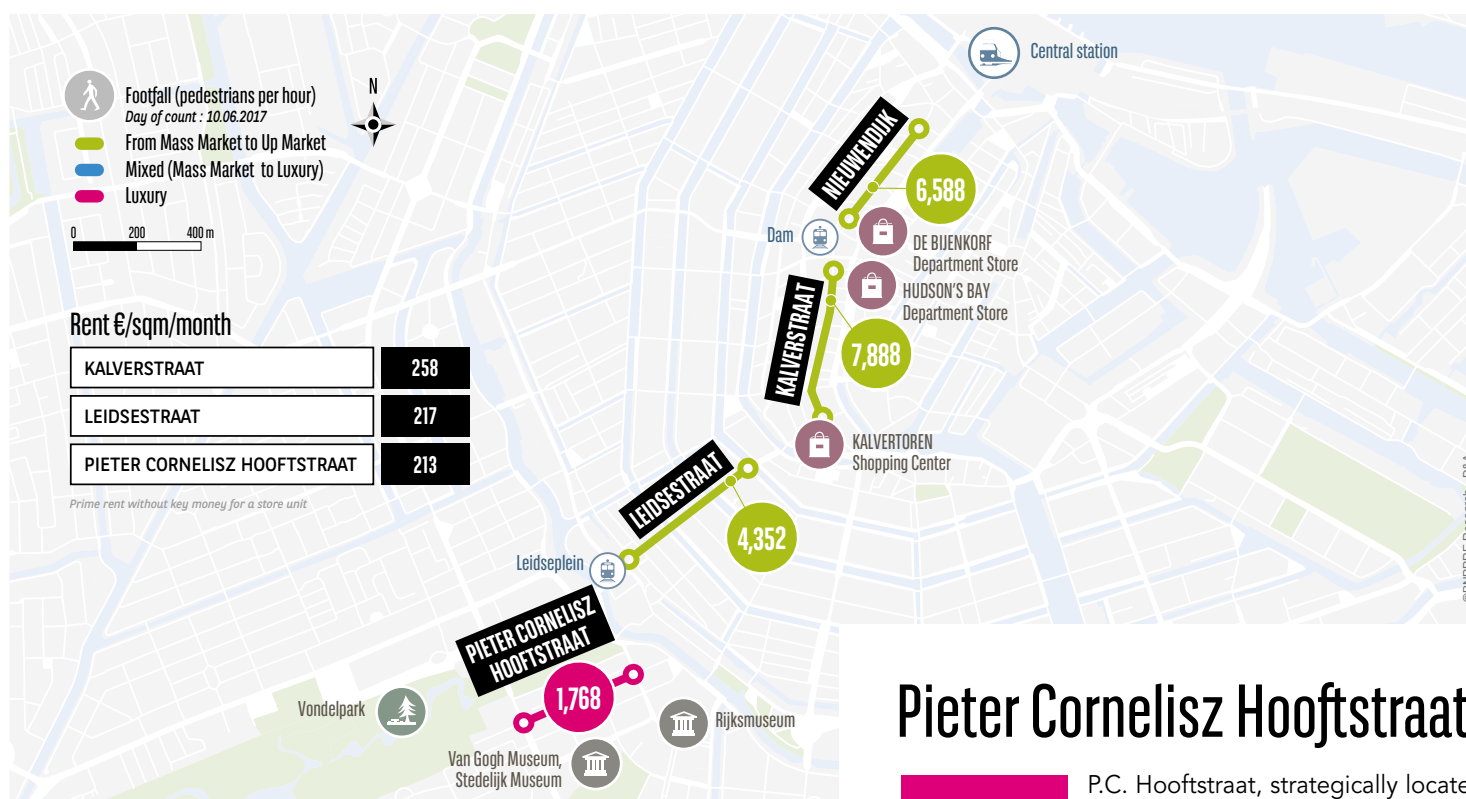 Central station
N
Footfall (pedestrians per hour)
Day of count : 10.06.2017
From Mass Market to Up Market
Mixed (Mass Market to Luxury)
Luxury
0 200 400 m
NIEUWENDIJK
6,588
Dam
DE BIJENKORF
Department Store
HUDSON'S BAY
Department Store
KALVERSTRAAT
7,888
Rent €/sqm/month
KALVERSTRAAT 258
LEIDSESTRAAT 217
PIETER CORNELISZ HOOFTSTRAAT 213
Prime rent without key money for a store unit
KALVERTOREN
Shopping Center
LEIDSESTRAAT
4,352
Leidseplein
PIETER CORNELISZ
HOOFTSTRAAT
1,768
Vondelpark
Rijksmuseum
Van Gogh Museum,
Stedelijk Museum
Pieter Cornelisz Hooftstraat
P.C. Hooftstraat, strategically locate